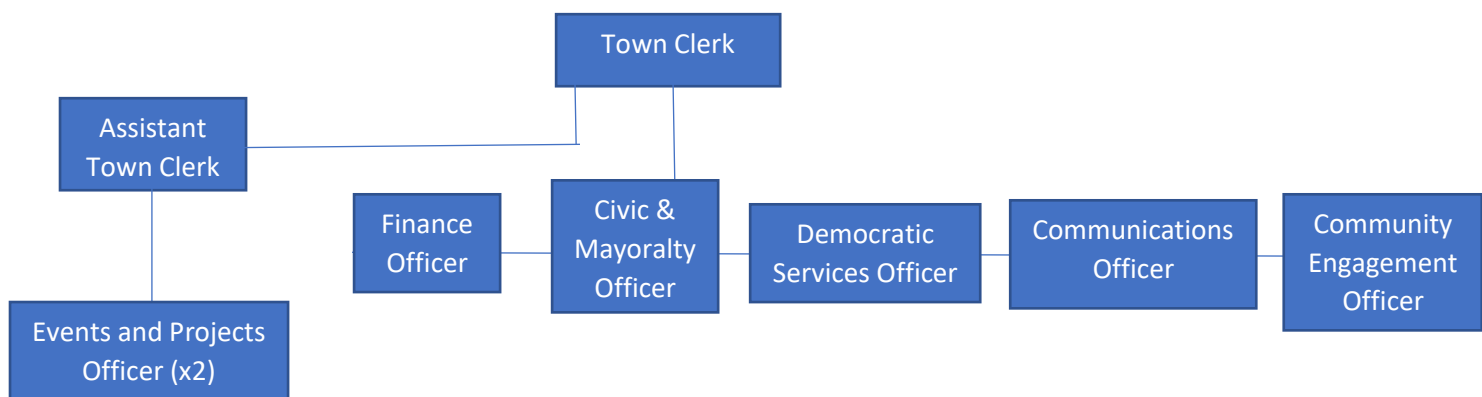 Town Clerk
Assistant
Town Clerk
Finance
Officer
Civic &
Mayoralty
Officer
Democratic
Services Officer
Communications
Officer
Community
Engagement
Officer
Events and Projects
Officer (x2)